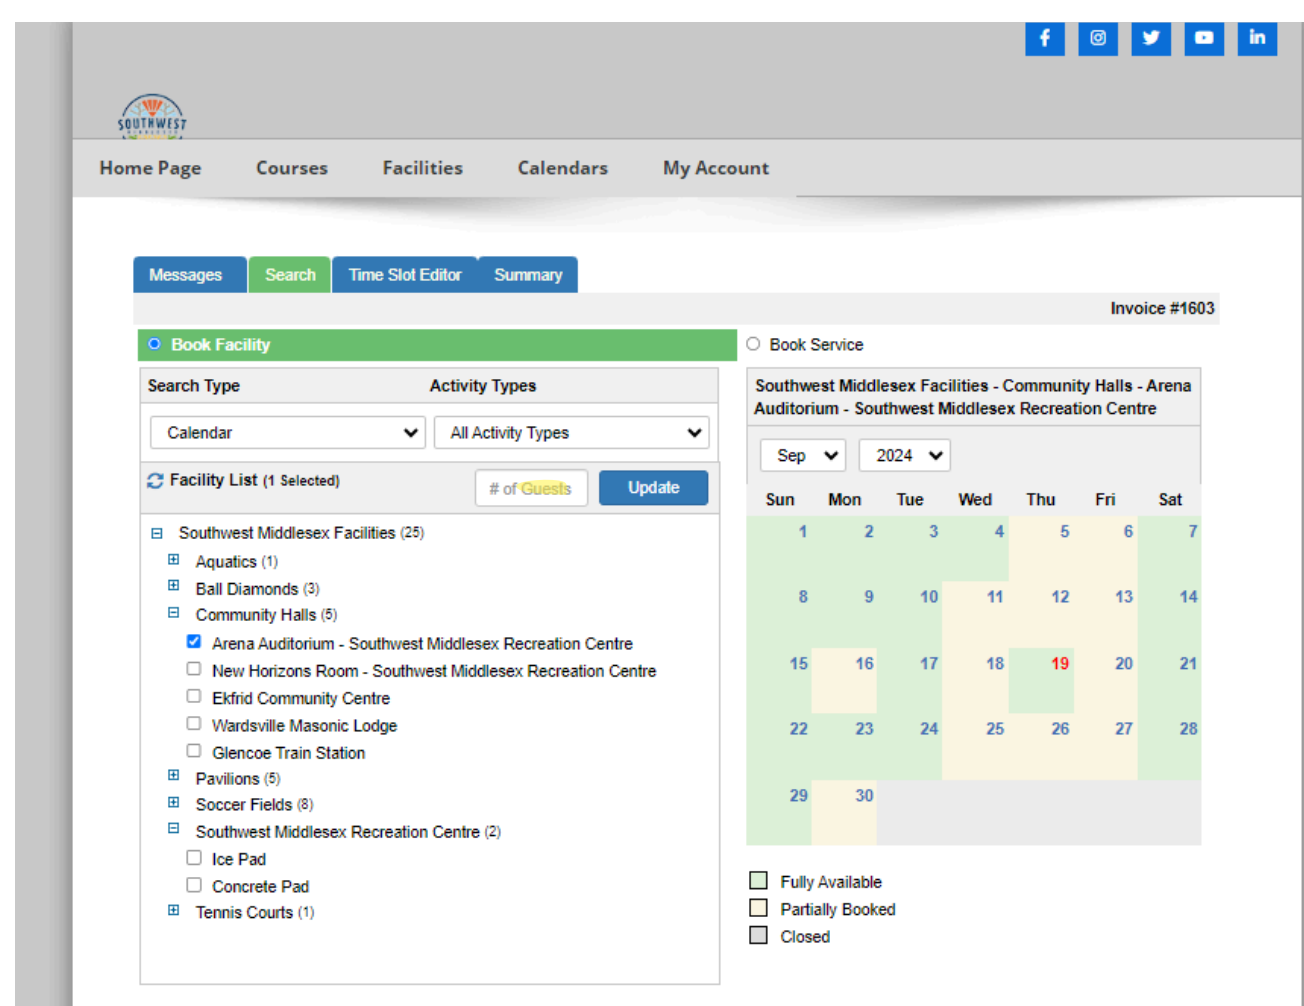 SOUTHWEST
Home Page Courses Facilities Calendars My Account
Messages Search Time Slot Editor Summary
Invoice #1603
Book Facility
Book Service
Search Type Activity Types
Calendar All Activity Types
Facility List (1 Selected) # of Guests Update
Southwest Middlesex Facilities (25)
Aquatics (1)
Ball Diamonds (3)
Community Halls (5)
Arena Auditorium - Southwest Middlesex Recreation Centre
New Horizons Room - Southwest Middlesex Recreation Centre
Ekfrid Community Centre
Wardsville Masonic Lodge
Glencoe Train Station
Pavilions (5)
Soccer Fields (8)
Southwest Middlesex Recreation Centre (2)
Ice Pad
Concrete Pad
Tennis Courts (1)
Southwest Middlesex Facilities - Community Halls - Arena
Auditorium - Southwest Middlesex Recreation Centre
Sep 2024
Sun Mon Tue Wed Thu Fri Sat
1 2 3 4 5 6 7
8 9 10 11 12 13 14
15 16 17 18 19 20 21
22 23 24 25 26 27 28
29 30
Fully Available
Partially Booked
Closed